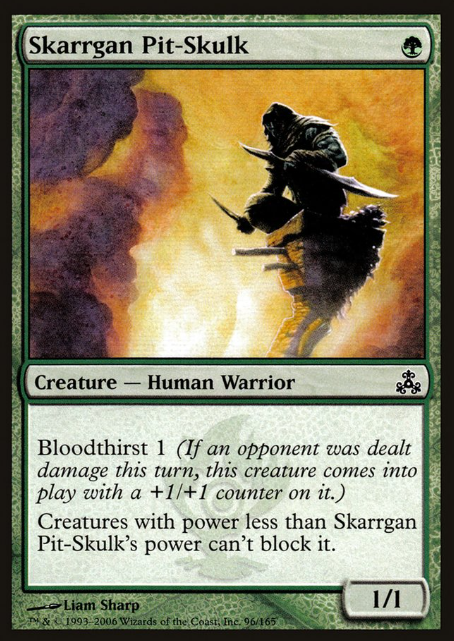 Skarrgan Pit-Skulk
Creature — Human Warrior
Bloodthirst 1 (If an opponent was dealt
damage this turn, this creature comes into
play with a +1/+1 counter on it.)
Creatures with power less than Skarrgan
Pit-Skulk's power can't block it.
Liam Sharp
1/1
™ & © 1993–2006 Wizards of the Coast, Inc. 96/165